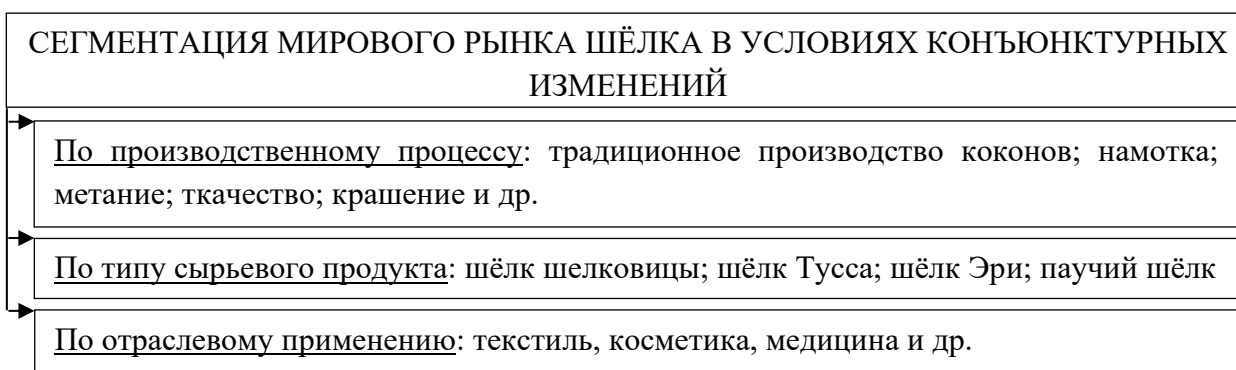 СЕГМЕНТАЦИЯ МИРОВОГО РЫНКА ШЁЛКА В УСЛОВИЯХ КОНЪЮНКТУРНЫХ
ИЗМЕНЕНИЙ
По производственному процессу: традиционное производство коконов; намотка;
метание; ткачество; крашение и др.
По типу сырьевого продукта: шёлк шелковицы; шёлк Тусса; шёлк Эри; паучий шёлк
По отраслевому применению: текстиль, косметика, медицина и др.